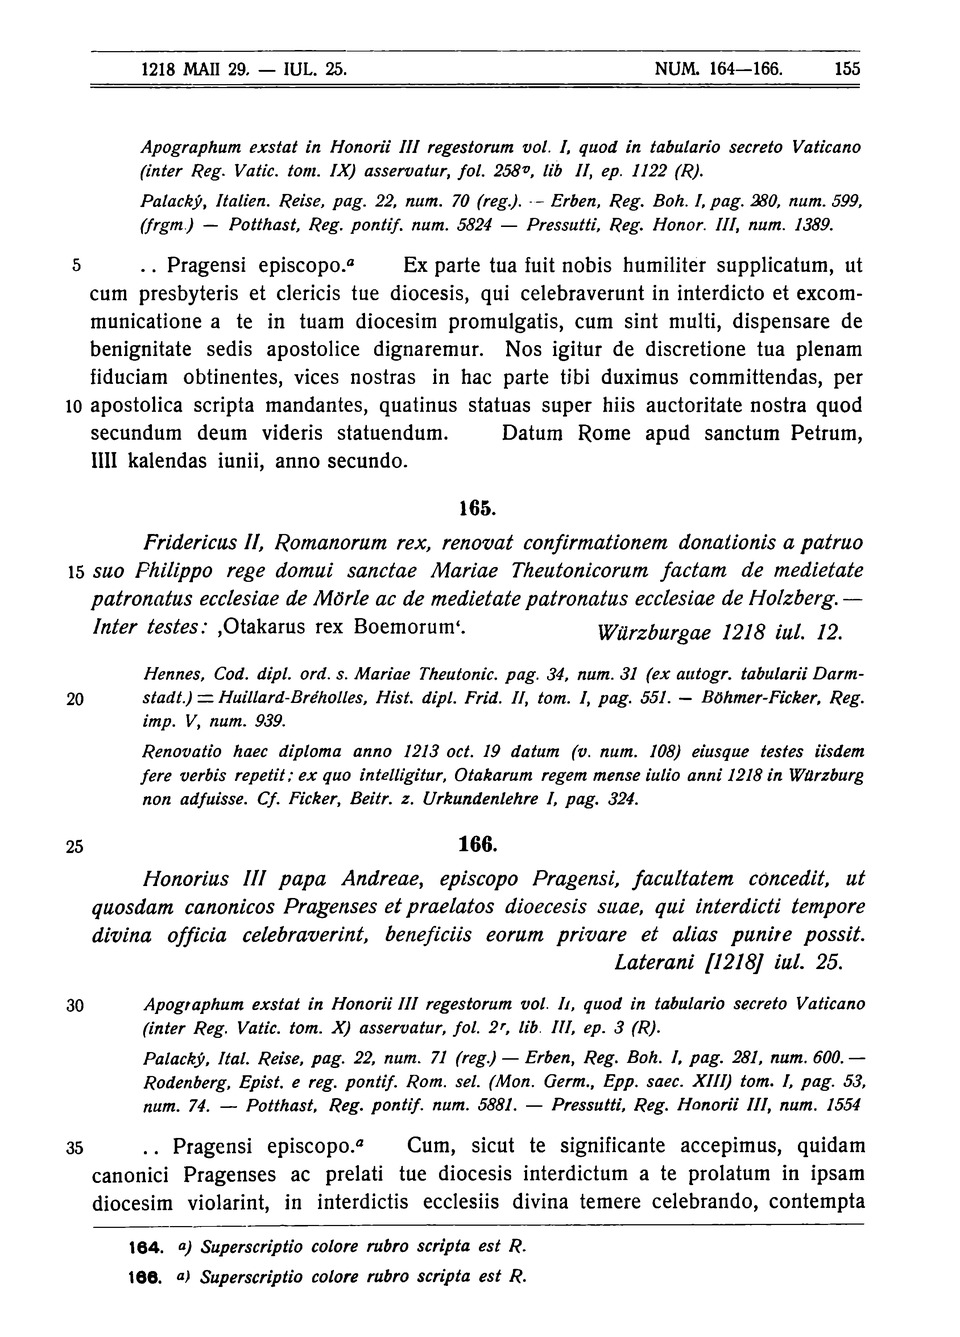 1218 MAII 29. — IUL. 25. NUM. 164—166. 155
Apographum exstat in Honorii III regestorum vol. I, quod in tabulario secreto Vaticano
(inter Reg. Vatic. tom. IX) asservatur, fol. 258v, lib II, ep. 1122 (R).
Palacký, Italien. Reise, pag. 22, num. 70 (reg.). — Erben, Reg. Boh. I, pag. 280, num. 599,
(frgm.) — Potthast, Reg. pontif. num. 5824 — Pressutti, Reg. Honor. III, num. 1389.
5 . . Pragensi episcopo.a Ex parte tua fuit nobis humiliter supplicatum, ut
cum presbyteris et clericis tue diocesis, qui celebraverunt in interdicto et excom-
municatione a te in tuam diocesim promulgatis, cum sint multi, dispensare de
benignitate sedis apostolice dignaremur. Nos igitur de discretione tua plenam
fiduciam obtinentes, vices nostras in hac parte tibi duximus committendas, per
10 apostolica scripta mandantes, quatinus statuas super hiis auctoritate nostra quod
secundum deum videris statuendum. Datum Rome apud sanctum Petrum,
IIII kalendas iunii, anno secundo.
165.
Fridericus II, Romanorum rex, renovat confirmationem donationis a patruo
15 suo Philippo rege domui sanctae Mariae Theutonicorum factam de medietate
patronatus ecclesiae de Mörle ac de medietate patronatus ecclesiae de Holzberg. —
Inter testes: ‚Otakarus rex Boemorum‘. Würzburgae 1218 iul. 12.
Hennes, Cod. dipl. ord. s. Mariae Theutonic. pag. 34, num. 31 (ex autogr. tabularii Darm-
20 stadt.) = Huillard-Bréholles, Hist. dipl. Frid. II, tom. I, pag. 551. — Böhmer-Ficker, Reg.
imp. V, num. 939.
Renovatio haec diploma anno 1213 oct. 19 datum (v. num. 108) eiusque testes iisdem
fere verbis repetit; ex quo intelligitur, Otakarum regem mense iulio anni 1218 in Würzburg
non adfuisse. Cf. Ficker, Beitr. z. Urkundenlehre I, pag. 324.
25 166.
Honorius III papa Andreae, episcopo Pragensi, facultatem concedit, ut
quosdam canonicos Pragenses et praelatos dioecesis suae, qui interdicti tempore
divina officia celebraverint, beneficiis eorum privare et alias punire possit.
Laterani [1218] iul. 25.
30 Apographum exstat in Honorii III regestorum vol. II, quod in tabulario secreto Vaticano
(inter Reg. Vatic. tom. X) asservatur, fol. 2r, lib. III, ep. 3 (R).
Palacký, Ital. Reise, pag. 22, num. 71 (reg.) — Erben, Reg. Boh. I, pag. 281, num. 600. —
Rodenberg, Epist. e reg. pontif. Rom. sel. (Mon. Germ., Epp. saec. XIII) tom. I, pag. 53,
num. 74. — Potthast, Reg. pontif. num. 5881. — Pressutti, Reg. Honorii III, num. 1554
35 . . Pragensi episcopo.a Cum, sicut te significante accepimus, quidam
canonici Pragenses ac prelati tue diocesis interdictum a te prolatum in ipsam
diocesim violarint, in interdictis ecclesiis divina temere celebrando, contempta
164. a) Superscriptio colore rubro scripta est R.
166. a) Superscriptio colore rubro scripta est R.